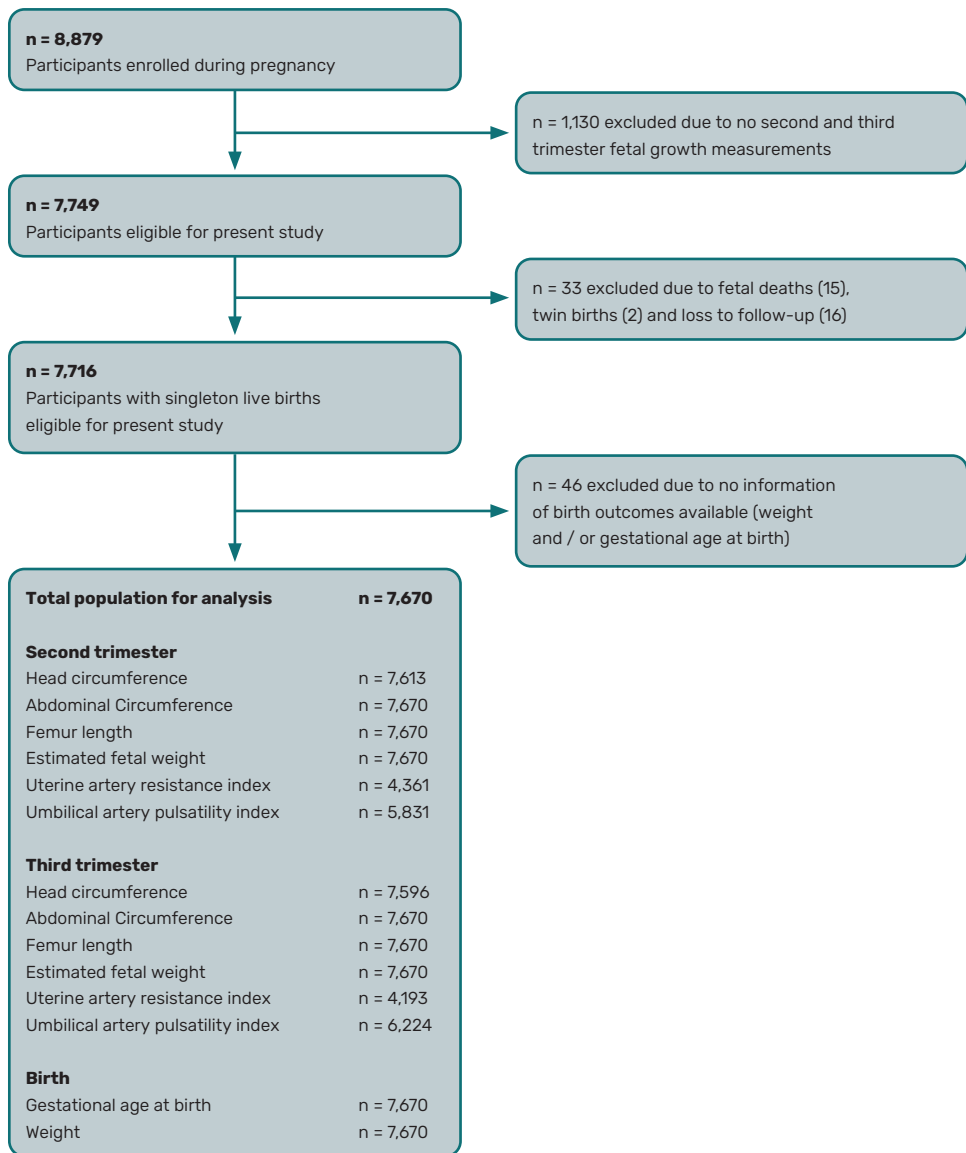 n = 8,879
Participants enrolled during pregnancy
n = 1,130 excluded due to no second and third
trimester fetal growth measurements
n = 7,749
Participants eligible for present study
n = 33 excluded due to fetal deaths (15),
twin births (2) and loss to follow-up (16)
n = 7,716
Participants with singleton live births
eligible for present study
n = 46 excluded due to no information
of birth outcomes available (weight
and / or gestational age at birth)
Total population for analysis n = 7,670
Second trimester
Head circumference n = 7,613
Abdominal Circumference n = 7,670
Femur length n = 7,670
Estimated fetal weight n = 7,670
Uterine artery resistance index n = 4,361
Umbilical artery pulsatility index n = 5,831
Third trimester
Head circumference n = 7,596
Abdominal Circumference n = 7,670
Femur length n = 7,670
Estimated fetal weight n = 7,670
Uterine artery resistance index n = 4,193
Umbilical artery pulsatility index n = 6,224
Birth
Gestational age at birth n = 7,670
Weight n = 7,670